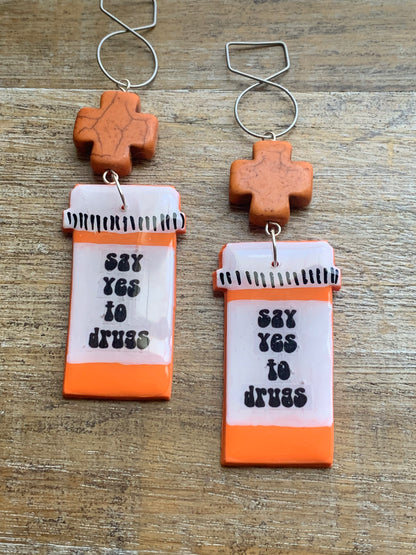 say
yes
to
drugs
say
yes
to
drugs